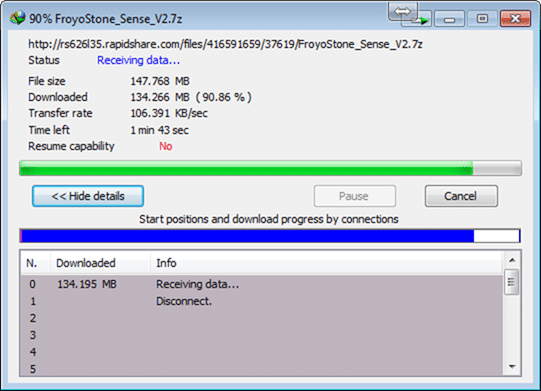 90% FroyoStone_Sense_V2.7z
http://rs626l35.rapidshare.com/files/416591659/37619/FroyoStone_Sense_V2.7z
Status Receiving data...
File size 147.768 MB
Downloaded 134.266 MB ( 90.86 % )
Transfer rate 106.391 KB/sec
Time left 1 min 43 sec
Resume capability No
<< Hide details Pause Cancel
Start positions and download progress by connections
N. Downloaded Info
0 134.195 MB Receiving data...
1 Disconnect.
2
3
4
5